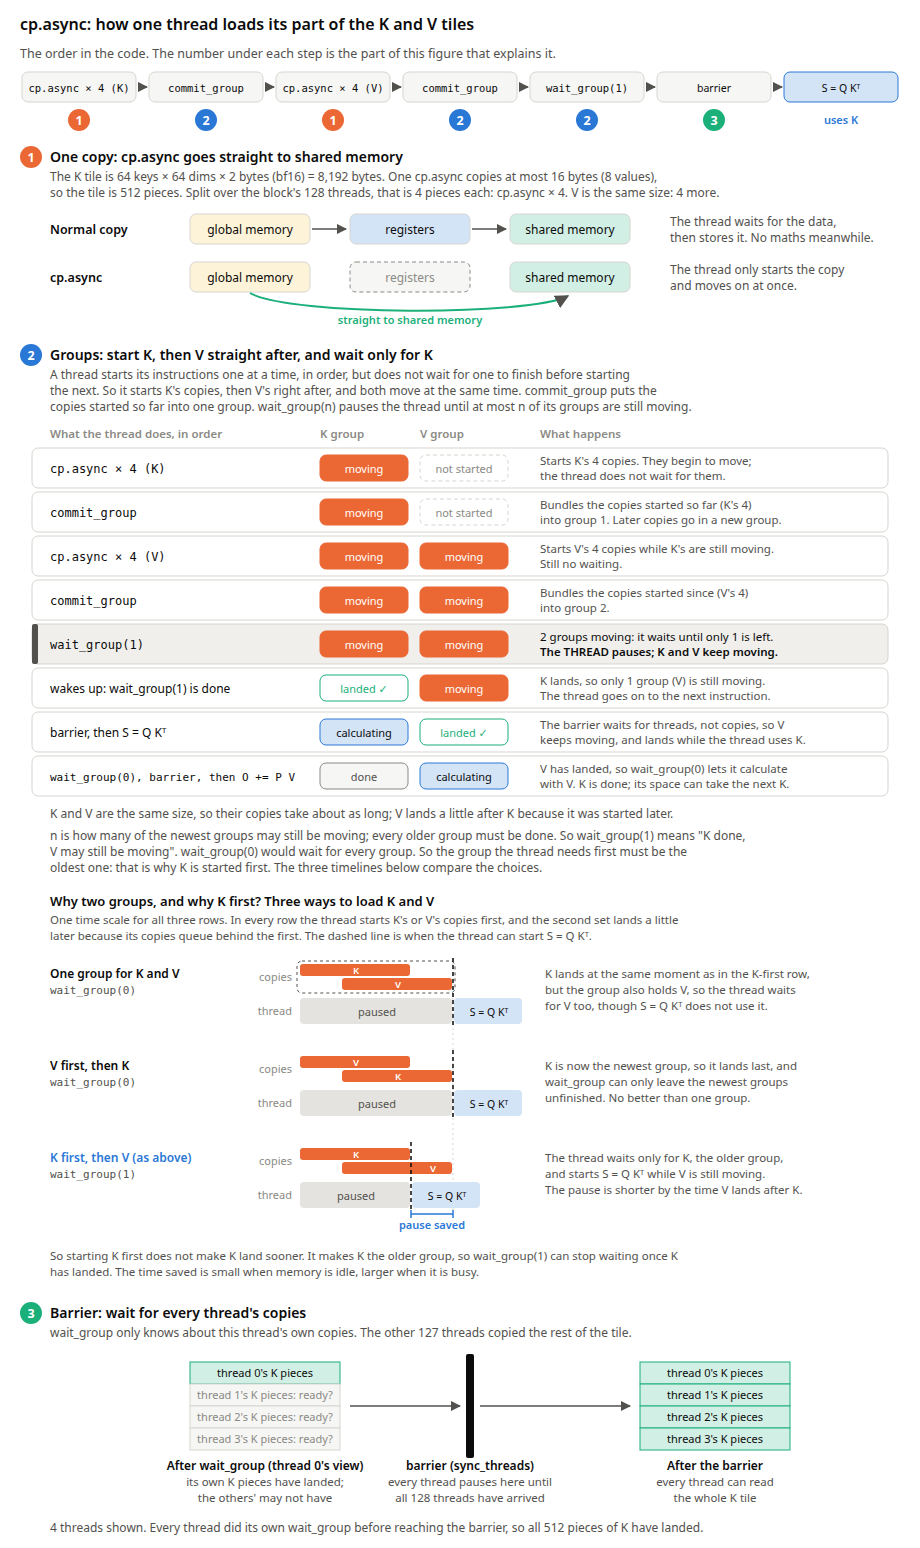 cp.async: how one thread loads its part of the K and V tiles
The order in the code. The number under each step is the part of this figure that explains it.
cp.async × 4 (K)
commit_group
cp.async × 4 (V)
commit_group
wait_group(1)
barrier
S = Q Kᵀ
1
2
1
2
2
3
uses K
1
One copy: cp.async goes straight to shared memory
The K tile is 64 keys × 64 dims × 2 bytes (bf16) = 8,192 bytes. One cp.async copies at most 16 bytes (8 values),
so the tile is 512 pieces. Split over the block's 128 threads, that is 4 pieces each: cp.async × 4. V is the same size: 4 more.
Normal copy
global memory
registers
shared memory
The thread waits for the data,
then stores it. No maths meanwhile.
cp.async
global memory
registers
shared memory
The thread only starts the copy
and moves on at once.
straight to shared memory
2
Groups: start K, then V straight after, and wait only for K
A thread starts its instructions one at a time, in order, but does not wait for one to finish before starting
the next. So it starts K's copies, then V's right after, and both move at the same time. commit_group puts the
copies started so far into one group. wait_group(n) pauses the thread until at most n of its groups are still moving.
What the thread does, in order
K group
V group
What happens
cp.async × 4 (K)
moving
not started
Starts K's 4 copies. They begin to move;
the thread does not wait for them.
commit_group
moving
not started
Bundles the copies started so far (K's 4)
into group 1. Later copies go in a new group.
cp.async × 4 (V)
moving
moving
Starts V's 4 copies while K's are still moving.
Still no waiting.
commit_group
moving
moving
Bundles the copies started since (V's 4)
into group 2.
wait_group(1)
moving
moving
2 groups moving: it waits until only 1 is left.
The THREAD pauses; K and V keep moving.
wakes up: wait_group(1) is done
landed ✓
moving
K lands, so only 1 group (V) is still moving.
The thread goes on to the next instruction.
barrier, then S = Q Kᵀ
calculating
landed ✓
The barrier waits for threads, not copies, so V
keeps moving, and lands while the thread uses K.
wait_group(0), barrier, then O += P V
done
calculating
V has landed, so wait_group(0) lets it calculate
with V. K is done; its space can take the next K.
K and V are the same size, so their copies take about as long; V lands a little after K because it was started later.
n is how many of the newest groups may still be moving; every older group must be done. So wait_group(1) means "K done,
V may still be moving". wait_group(0) would wait for every group. So the group the thread needs first must be the
oldest one: that is why K is started first. The three timelines below compare the choices.
Why two groups, and why K first? Three ways to load K and V
One time scale for all three rows. In every row the thread starts K's or V's copies first, and the second set lands a little
later because its copies queue behind the first. The dashed line is when the thread can start S = Q Kᵀ.
One group for K and V
wait_group(0)
copies
K
V
thread
paused
S = Q Kᵀ
K lands at the same moment as in the K-first row,
but the group also holds V, so the thread waits
for V too, though S = Q Kᵀ does not use it.
V first, then K
wait_group(0)
copies
V
K
thread
paused
S = Q Kᵀ
K is now the newest group, so it lands last, and
wait_group can only leave the newest groups
unfinished. No better than one group.
K first, then V (as above)
wait_group(1)
copies
K
V
thread
paused
S = Q Kᵀ
The thread waits only for K, the older group,
and starts S = Q Kᵀ while V is still moving.
The pause is shorter by the time V lands after K.
pause saved
So starting K first does not make K land sooner. It makes K the older group, so wait_group(1) can stop waiting once K
has landed. The time saved is small when memory is idle, larger when it is busy.
3
Barrier: wait for every thread's copies
wait_group only knows about this thread's own copies. The other 127 threads copied the rest of the tile.
thread 0's K pieces
thread 1's K pieces: ready?
thread 2's K pieces: ready?
thread 3's K pieces: ready?
thread 0's K pieces
thread 1's K pieces
thread 2's K pieces
thread 3's K pieces
After wait_group (thread 0's view)
its own K pieces have landed;
the others' may not have
barrier (sync_threads)
every thread pauses here until
all 128 threads have arrived
After the barrier
every thread can read
the whole K tile
4 threads shown. Every thread did its own wait_group before reaching the barrier, so all 512 pieces of K have landed.